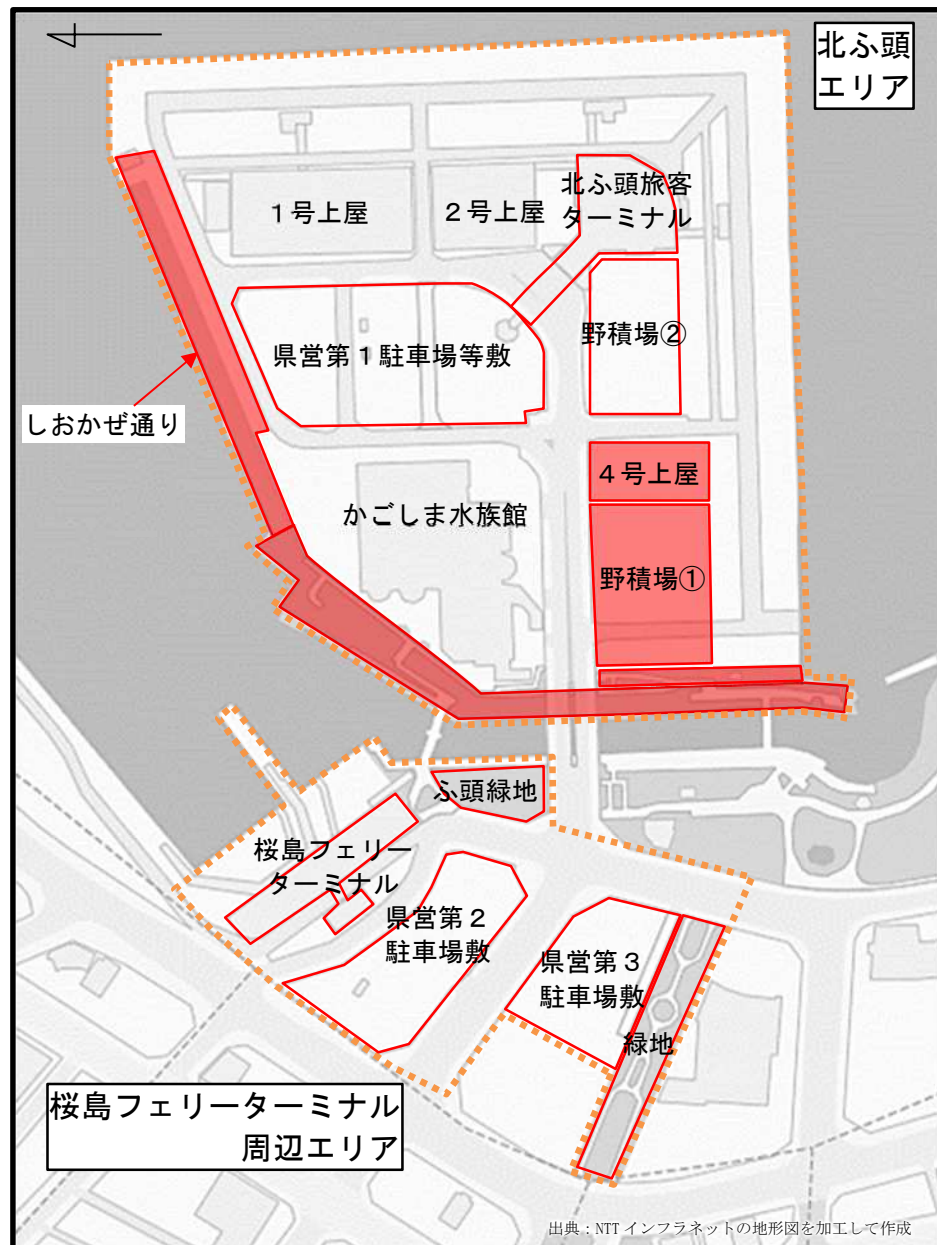 北ふ頭
エリア
北ふ頭旅客
ターミナル
１号上屋
２号上屋
野積場②
県営第１駐車場等敷
しおかぜ通り
４号上屋
かごしま水族館
野積場①
ふ頭緑地
桜島フェリー
ターミナル
県営第２
駐車場敷
県営第３
駐車場敷
緑地
桜島フェリーターミナル
周辺エリア
出典：NTTインフラネットの地形図を加工して作成